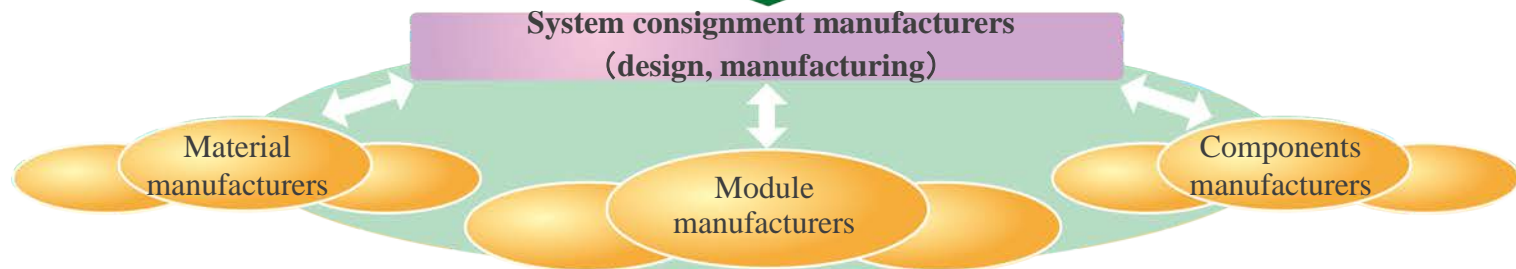 System consignment manufacturers
（design, manufacturing）
Material
manufacturers
Module
manufacturers
Components
manufacturers